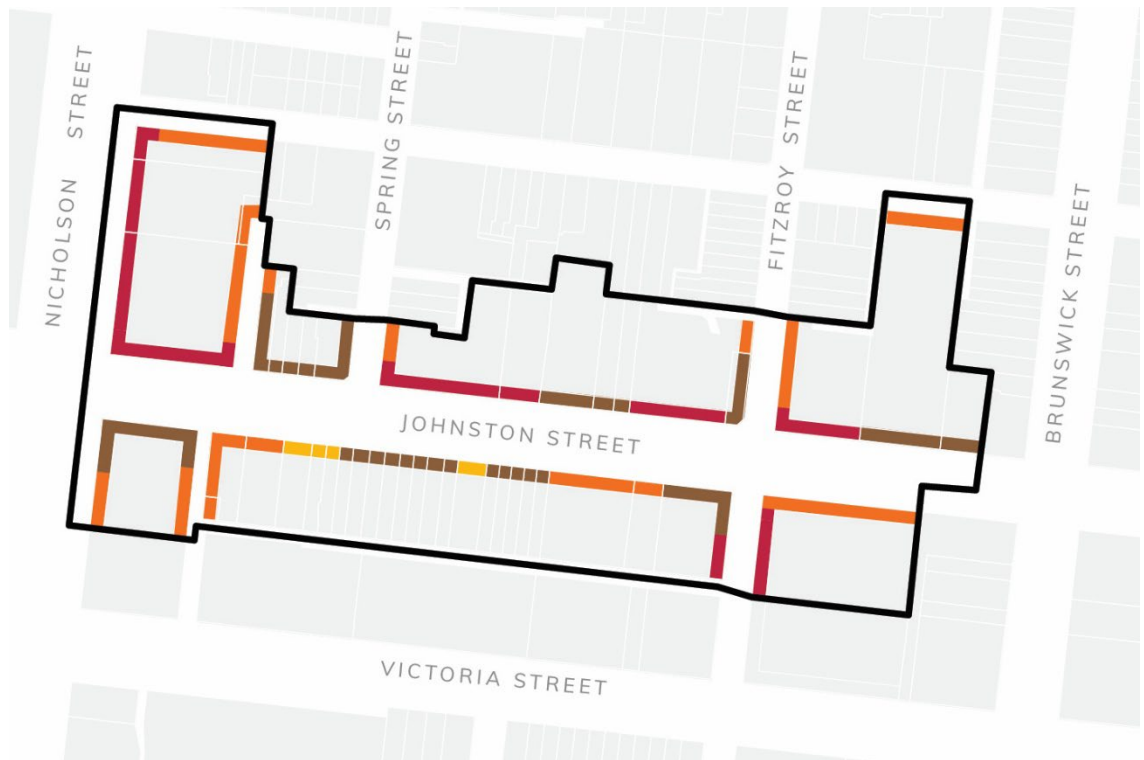 NICHOLSON STREET
SPRING STREET
FITZROY STREET
BRUNSWICK STREET
JOHNSTON STREET
VICTORIA STREET